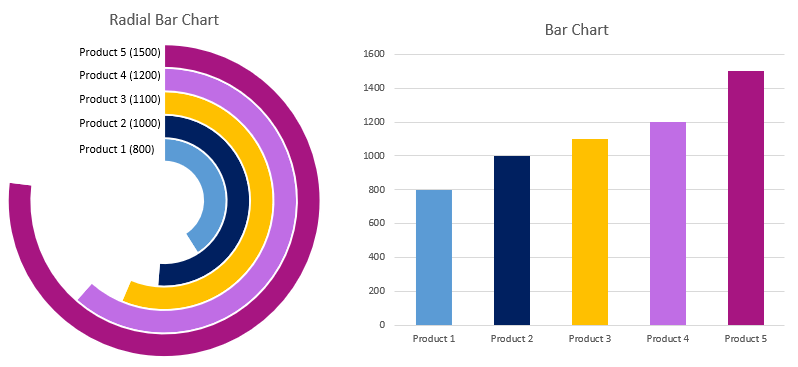 Radial Bar Chart
Product 5 (1500)
Product 4 (1200)
Product 3 (1100)
Product 2 (1000)
Product 1 (800)
Bar Chart
1600
1400
1200
1000
800
600
400
200
0
Product 1
Product 2
Product 3
Product 4
Product 5